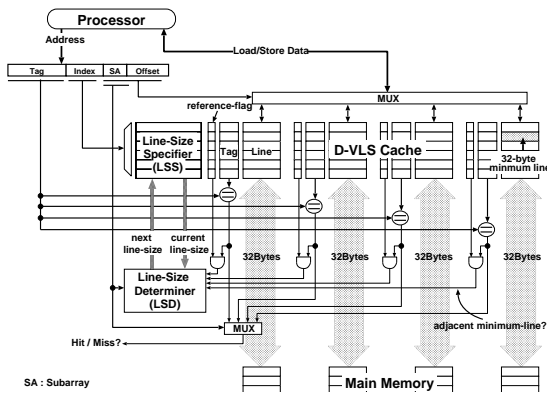 Processor
Address
Load/Store Data
Tag Index SA Offset
MUX
reference-flag
Line-Size
Specifier
(LSS)
Tag
Line
D-VLS Cache
32-byte
minmum line
next
line-size
current
line-size
32Bytes
32Bytes
32Bytes
32Bytes
Line-Size
Determiner
(LSD)
MUX
adjacent minimum-line?
Hit / Miss?
SA : Subarray
Main Memory